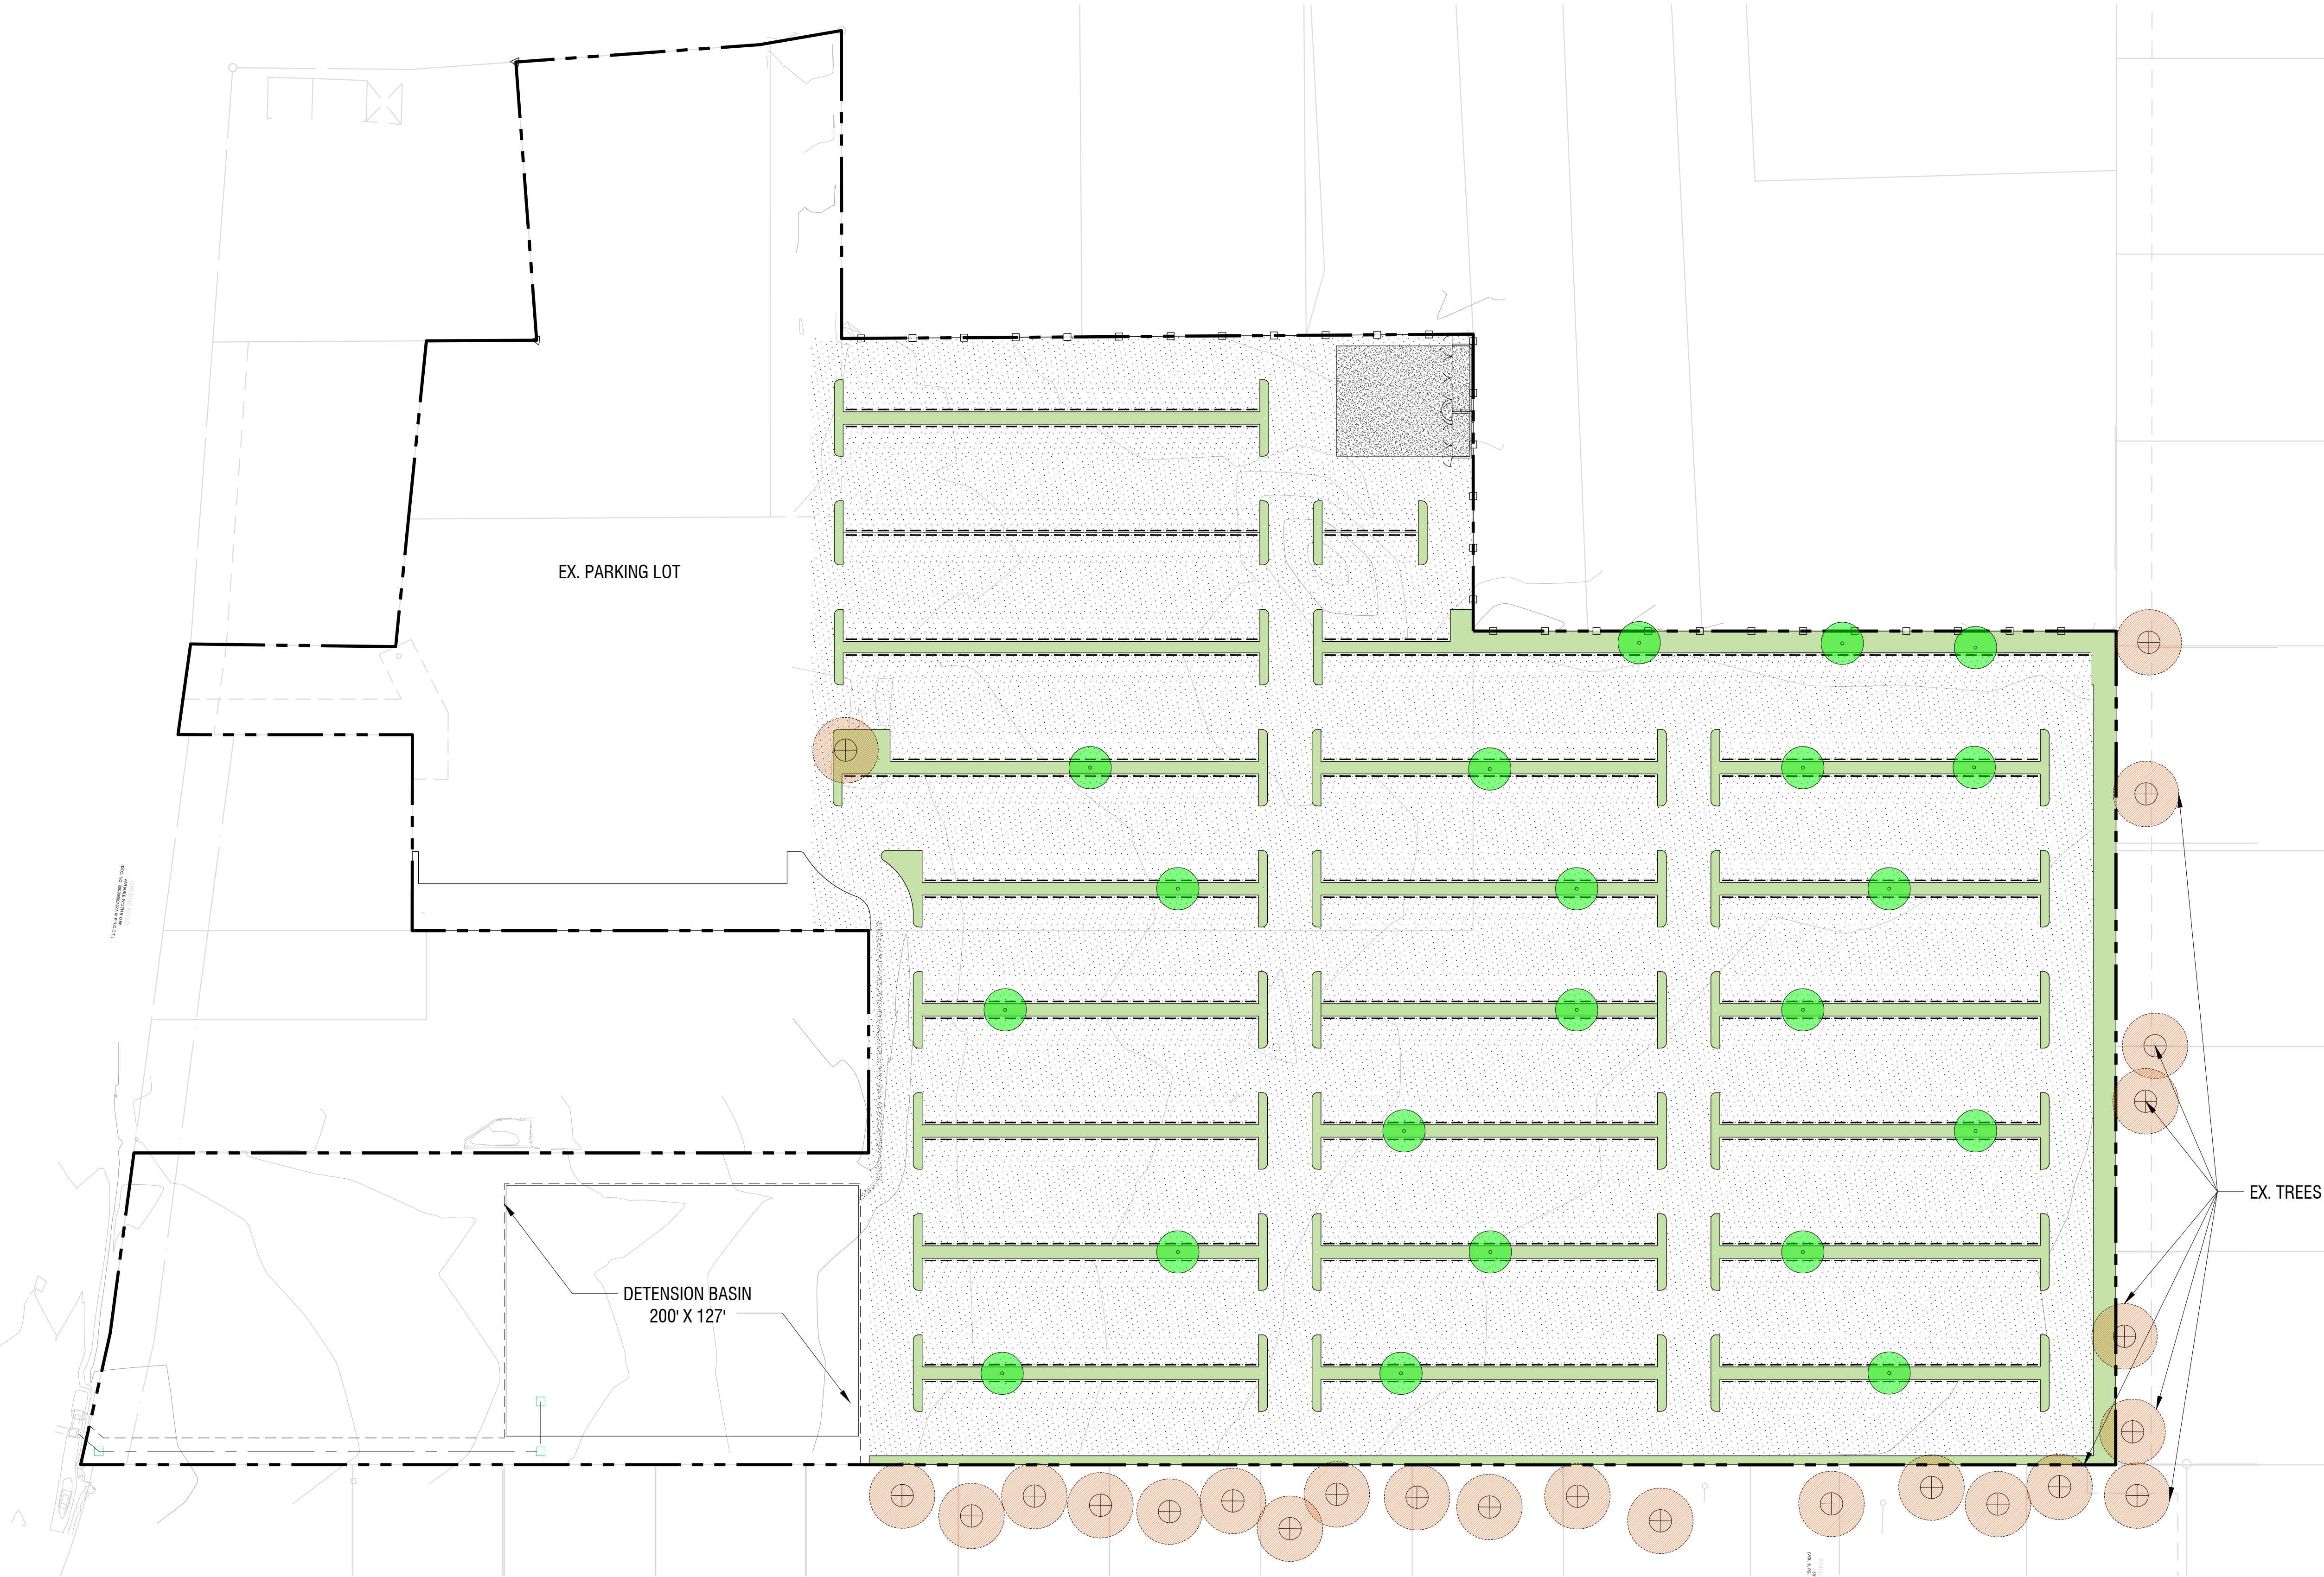 EX. PARKING LOT
EX. TREES
DETENSION BASIN
200' X 127'